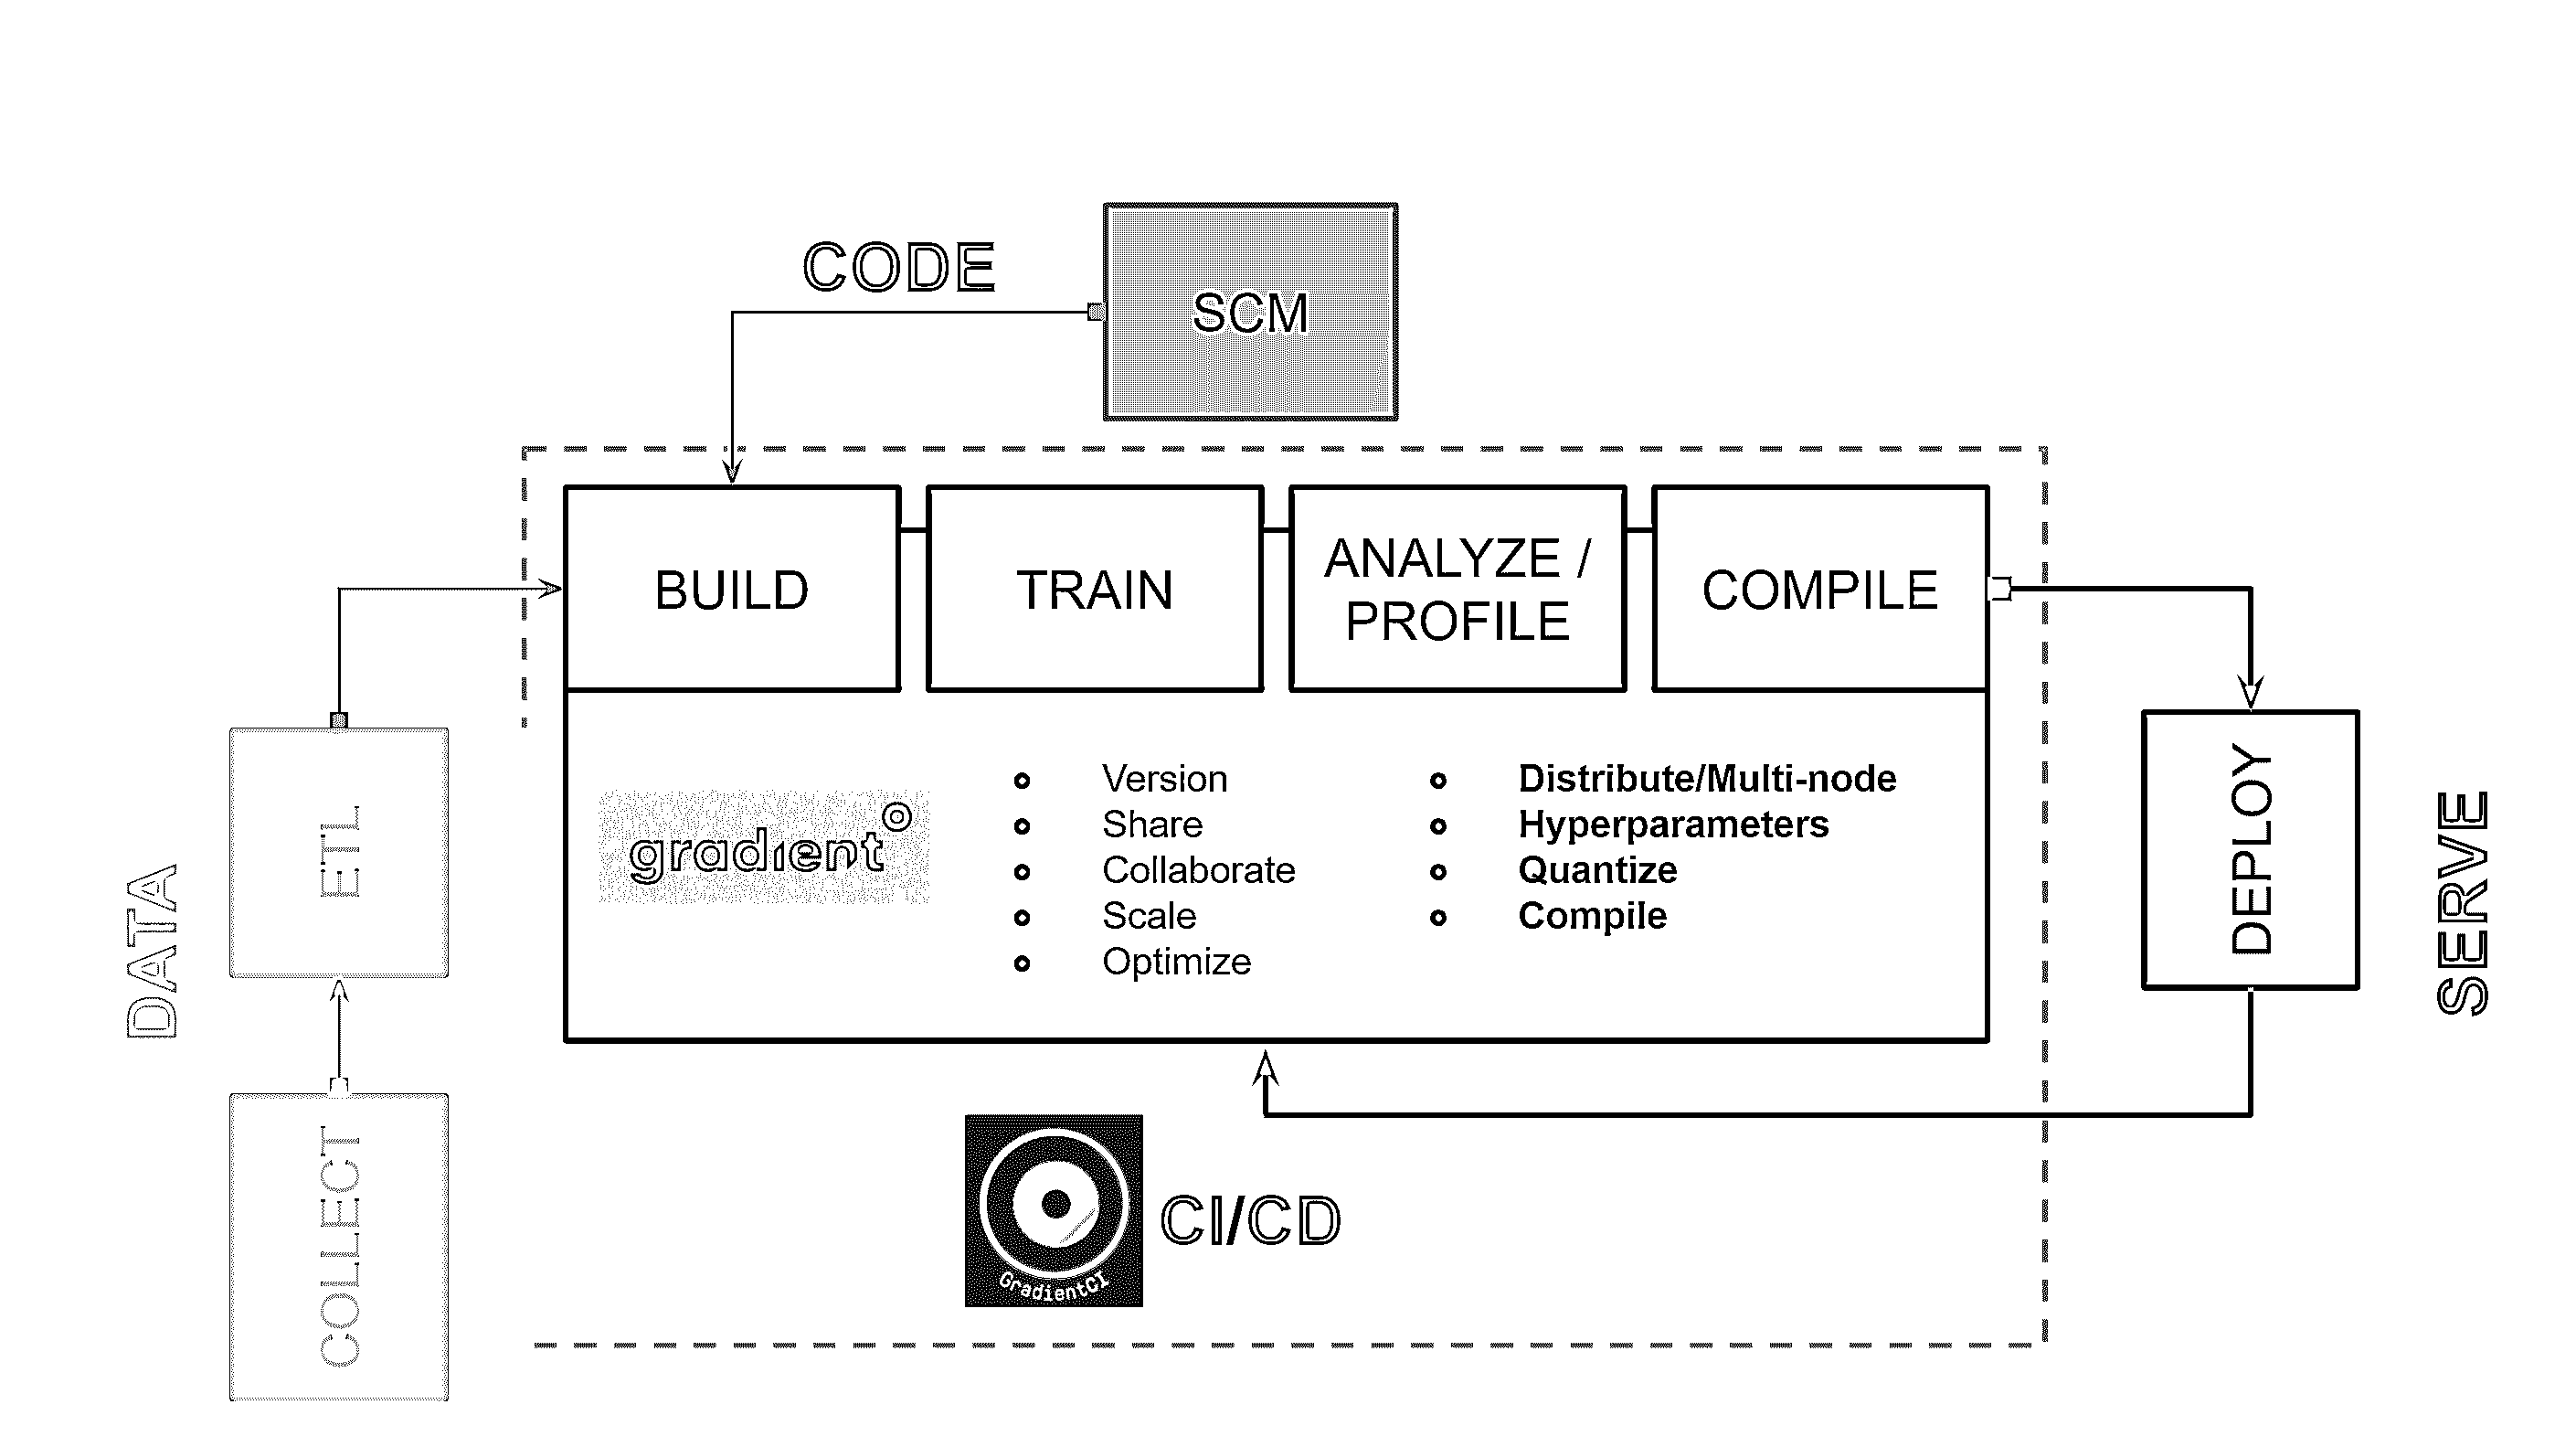 CODE
SCM
BUILD
TRAIN
ANALYZE /
PROFILE
COMPILE
gradient
Version
Share
Collaborate
Scale
Optimize
Distribute/Multi-node
Hyperparameters
Quantize
Compile
DATA
ETL
COLLECT
DEPLOY
SERVE
GradientCI
CI/CD